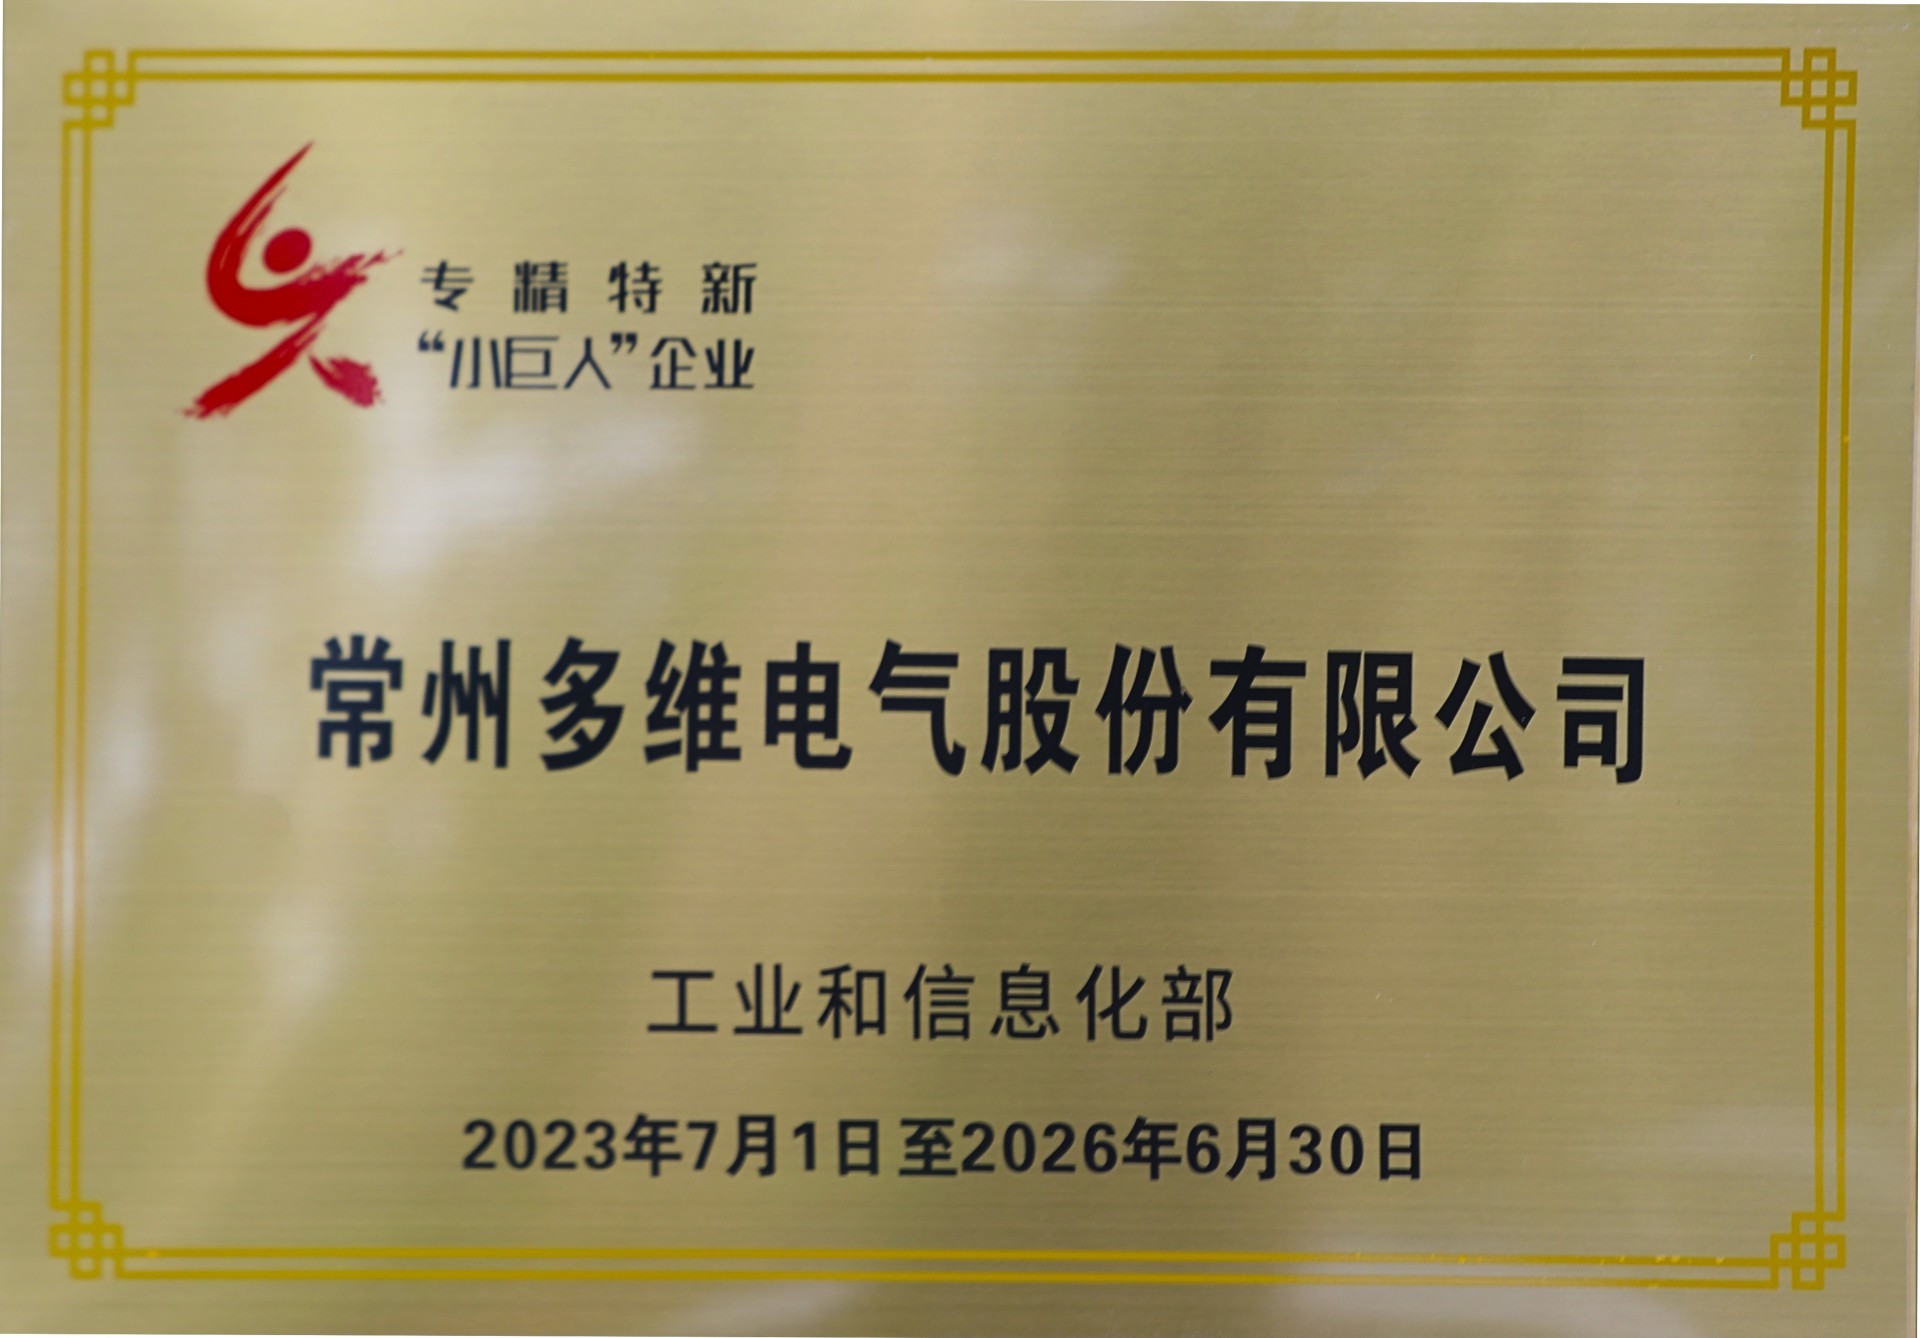 专精特新
“小巨人”企业
常州多维电气股份有限公司
工业和信息化部
2023年7月1日至2026年6月30日